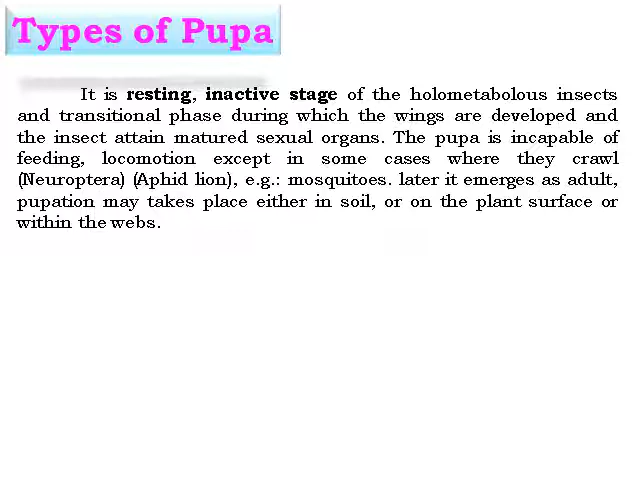 Types of Pupa
It is resting, inactive stage of the holometabolous insects
and transitional phase during which the wings are developed and
the insect attain matured sexual organs. The pupa is incapable of
feeding, locomotion except in some cases where they crawl
(Neuroptera) (Aphid lion), e.g.: mosquitoes. later it emerges as adult,
pupation may takes place either in soil, or on the plant surface or
within the webs.